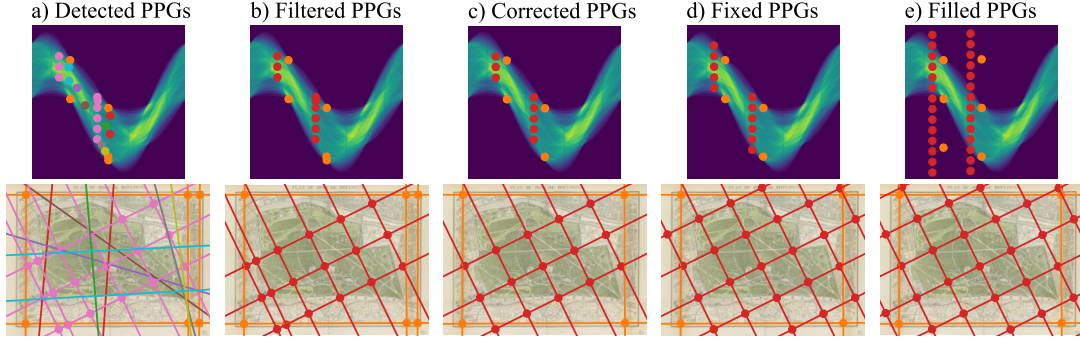 a) Detected PPGs
b) Filtered PPGs
c) Corrected PPGs
d) Fixed PPGs
e) Filled PPGs